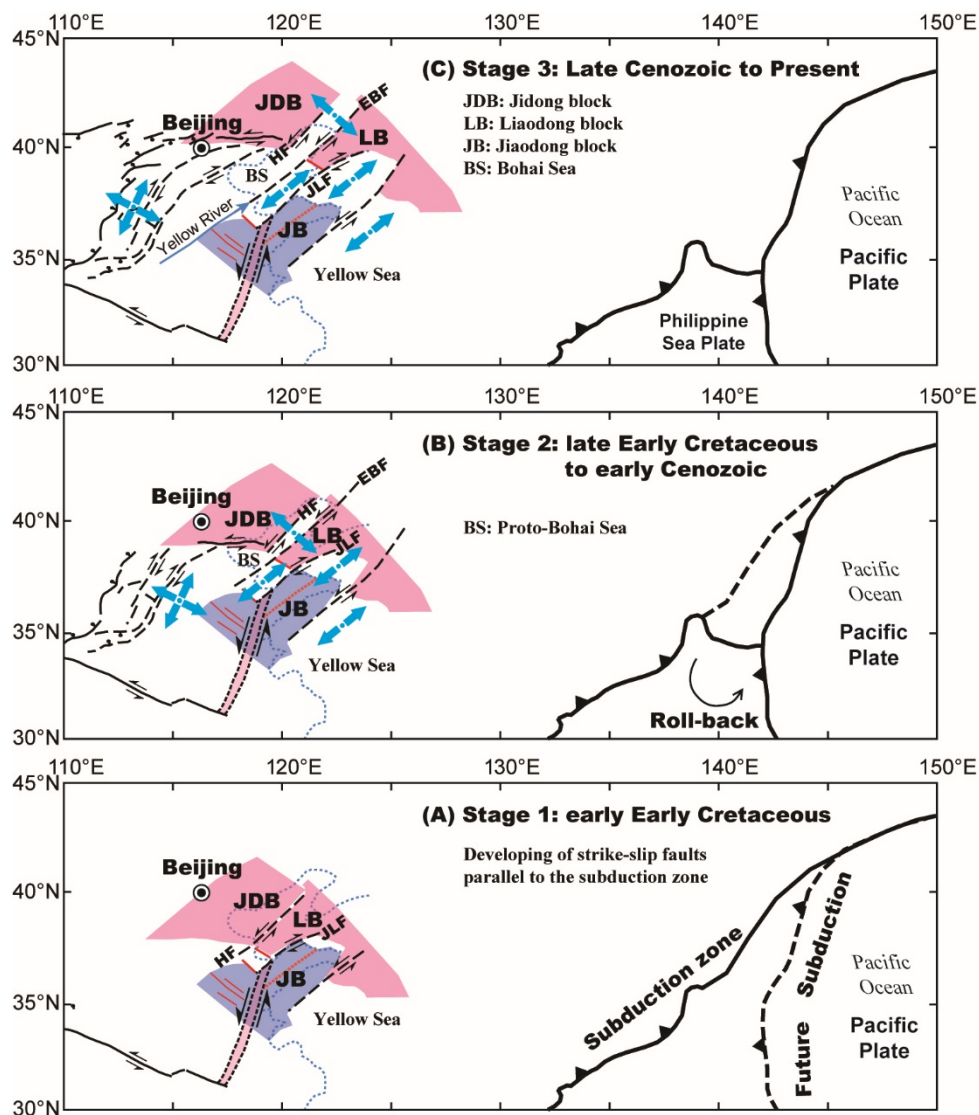 110°E 120°E 130°E 140°E 150°E
45°N
(C) Stage 3: Late Cenozoic to Present
JDB: Jidong block
LB: Liaodong block
JB: Jiaodong block
BS: Bohai Sea
JDB
EBF
Beijing
LB
40°N
HF
BS
JLF
Yellow River
JB
Yellow Sea
35°N
30°N
Pacific
Ocean
Pacific
Plate
Philippine
Sea Plate
110°E 120°E 130°E 140°E 150°E
45°N
(B) Stage 2: late Early Cretaceous
to early Cenozoic
BS: Proto-Bohai Sea
EBF
Beijing
JDB
HF
40°N
LB
BS
JLF
JB
Yellow Sea
35°N
30°N
Pacific
Ocean
Pacific
Plate
Roll-back
110°E 120°E 130°E 140°E 150°E
45°N
(A) Stage 1: early Early Cretaceous
Developing of strike-slip faults
parallel to the subduction zone
Beijing
40°N
JDB
LB
JLF
HF
JB
Yellow Sea
35°N
30°N
Subduction zone
Future Subduction
Pacific
Ocean
Pacific
Plate